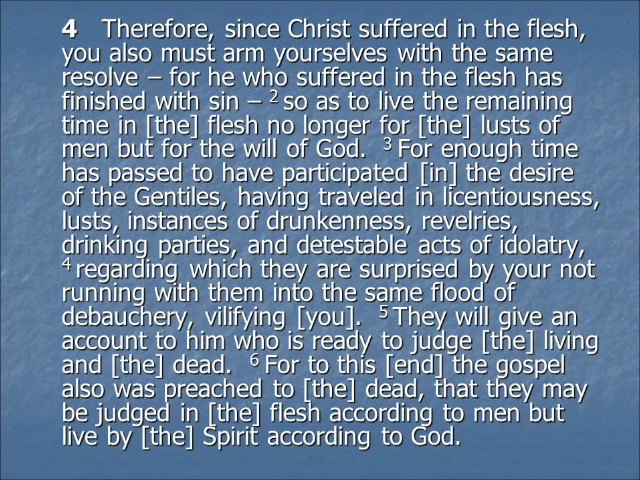 4 Therefore, since Christ suffered in the flesh,
you also must arm yourselves with the same
resolve – for he who suffered in the flesh has
finished with sin – 2 so as to live the remaining
time in [the] flesh no longer for [the] lusts of
men but for the will of God. 3 For enough time
has passed to have participated [in] the desire
of the Gentiles, having traveled in licentiousness,
lusts, instances of drunkenness, revelries,
drinking parties, and detestable acts of idolatry,
4 regarding which they are surprised by your not
running with them into the same flood of
debauchery, vilifying [you]. 5 They will give an
account to him who is ready to judge [the] living
and [the] dead. 6 For to this [end] the gospel
also was preached to [the] dead, that they may
be judged in [the] flesh according to men but
live by [the] Spirit according to God.